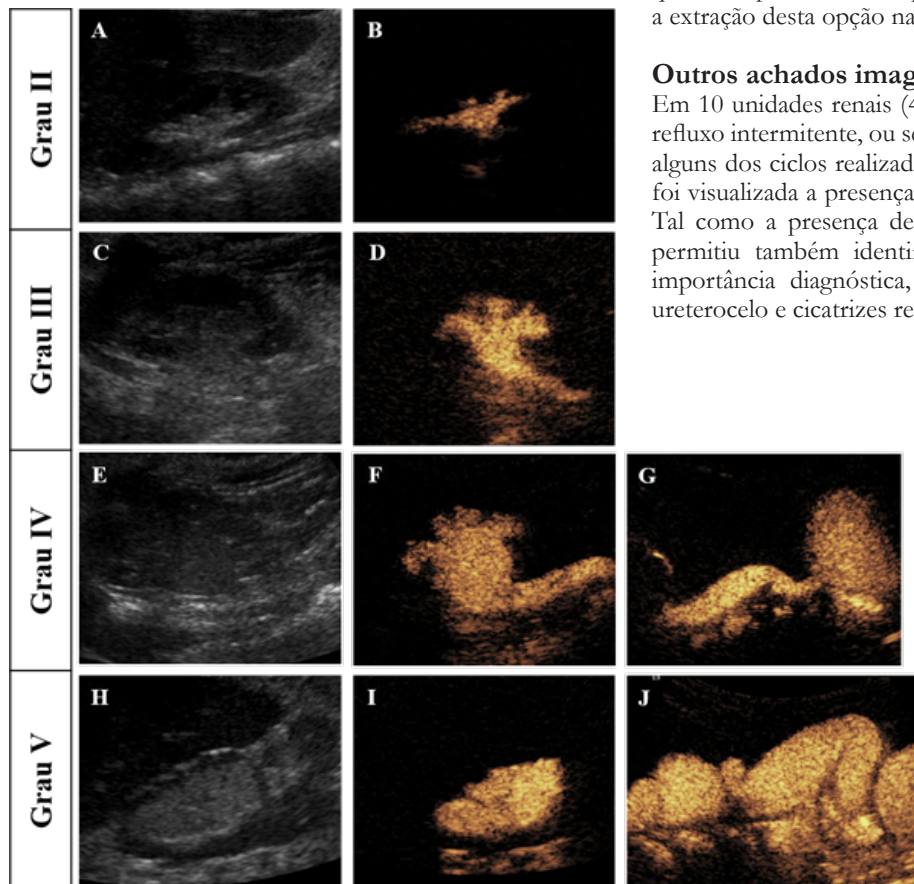 a extração desta opção na
Outros achados imag
Em 10 unidades renais (4
refluxo intermitente, ou se
alguns dos ciclos realizad
foi visualizada a presença
Tal como a presença de
permitiu também identi
importância diagnóstica,
ureterocelo e cicatrizes re
Grau II
A
B
Grau III
C
D
Grau IV
E
F
G
Grau V
H
I
J